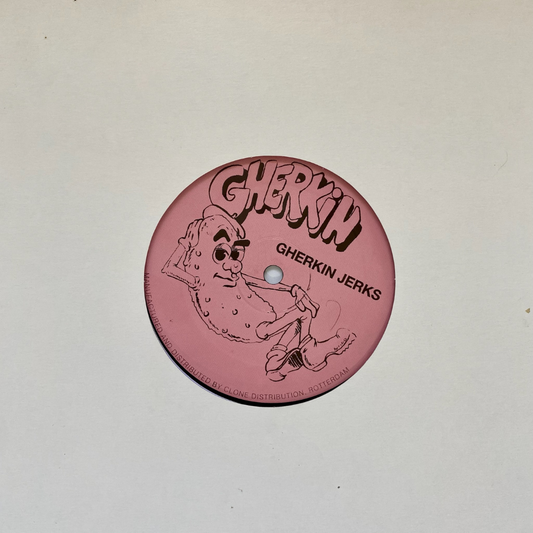 GHERKiN
GHERKIN JERKS
MANUFACTURED AND DISTRIBUTED BY CLONE DISTRIBUTION ROTTERDAM